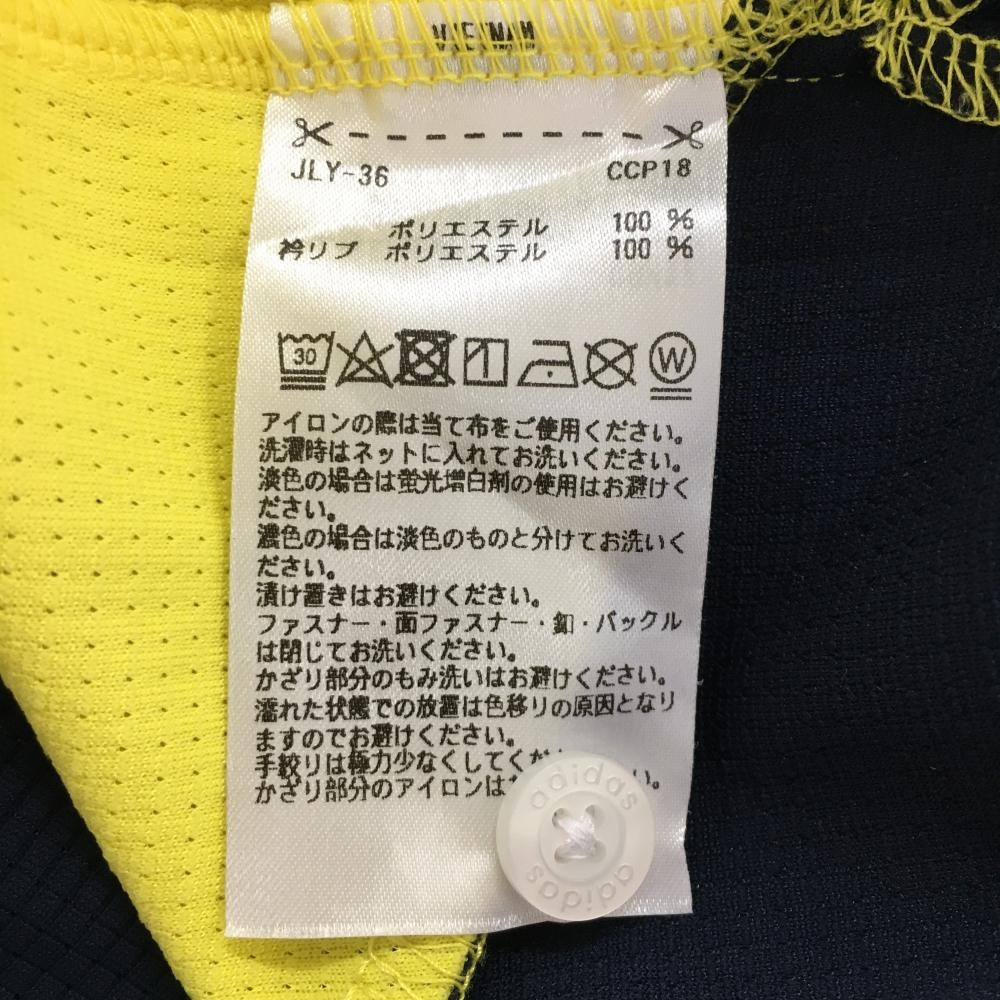 VIETNAM
JLY-36 CCP18
ポリエステル 100 %
衿リブ ポリエステル 100 %
30 W
アイロンの際は当て布をご使用ください。
洗濯時はネットに入れてお洗いください。
淡色の場合は蛍光増白剤の使用はお避けく
ださい。
濃色の場合は淡色のものと分けてお洗いく
ださい。
漬け置きはお避けください。
ファスナー・面ファスナー・釦・バックル
は閉じてお洗いください。
かざり部分のもみ洗いはお避けください。
濡れた状態での放置は色移りの原因となり
ますのでお避けください。
手絞りは極力少なくしてくだ
かざり部分のアイロンは い。
adidas
adidas